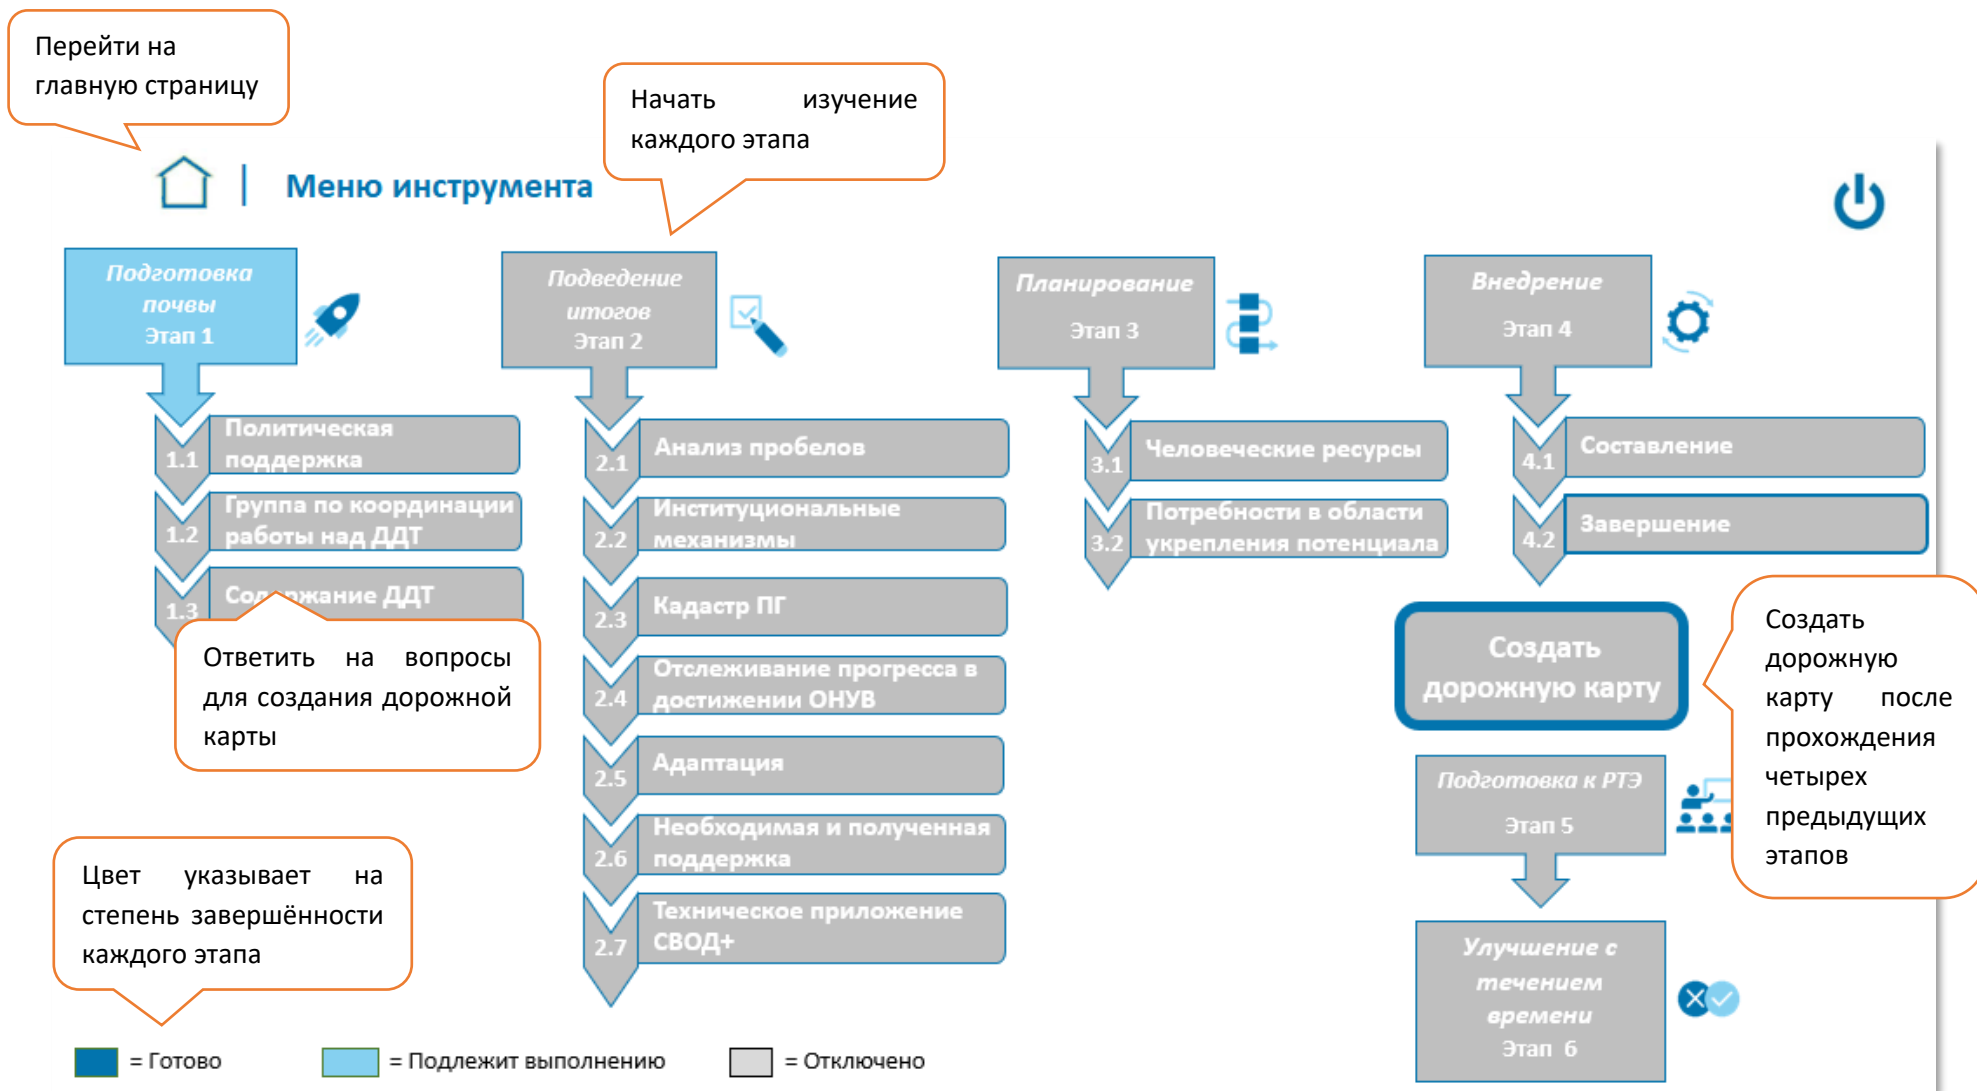 Перейти на
главную страницу
Начать изучение
каждого этапа
Меню инструмента
Подготовка
почвы
Этап 1
1.1
Политическая
поддержка
1.2
Группа по координации
работы над ДДТ
1.3
Содержание ДДТ
Ответить на вопросы
для создания дорожной
карты
Подведение
итогов
Этап 2
2.1
Анализ пробелов
2.2
Институциональные
механизмы
2.3
Кадастр ПГ
2.4
Отслеживание прогресса в
достижении ОНУВ
2.5
Адаптация
2.6
Необходимая и полученная
поддержка
2.7
Техническое приложение
СВОД+
Планирование
Этап 3
3.1
Человеческие ресурсы
3.2
Потребности в области
укрепления потенциала
Внедрение
Этап 4
4.1
Составление
4.2
Завершение
Создать
дорожную карту
Создать
дорожную
карту после
прохождения
четырех
предыдущих
этапов
Подготовка к РТЭ
Этап 5
Улучшение с
течением
времени
Этап 6
Цвет указывает на
степень завершённости
каждого этапа
= Готово
= Подлежит выполнению
= Отключено